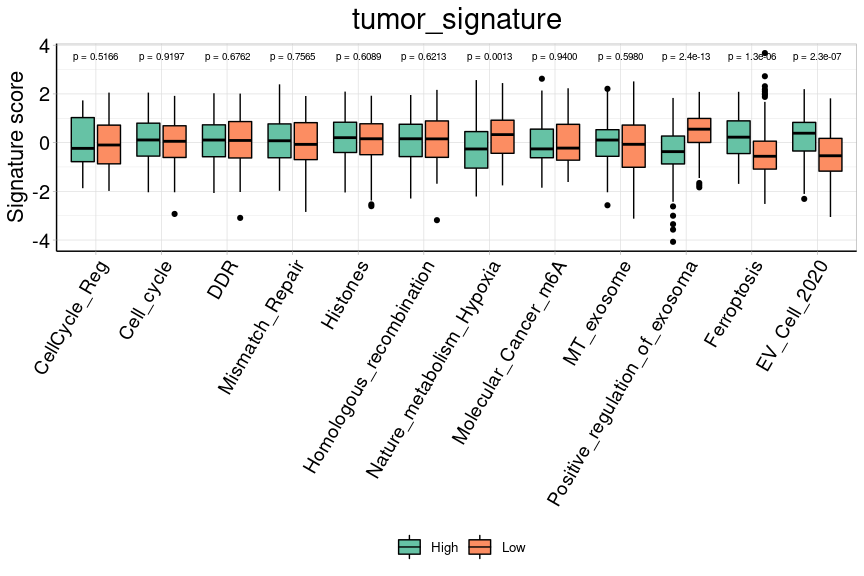 tumor_signature
p = 0.5166 p = 0.9197 p = 0.6762 p = 0.7565 p = 0.6089 p = 0.6213 p = 0.0013 p = 0.9400 p = 0.5980 p = 2.4e-13 p = 1.3e-06 p = 2.3e-07
Signature score
4
2
0
-2
-4
CellCycle_Reg
Cell_cycle
DDR
Mismatch_Repair
Histones
Homologous_recombination
Nature_metabolism_Hypoxia
Molecular_Cancer_m6A
MT_exosome
Positive_regulation_of_exosoma
Ferroptosis
EV_Cell_2020
High Low